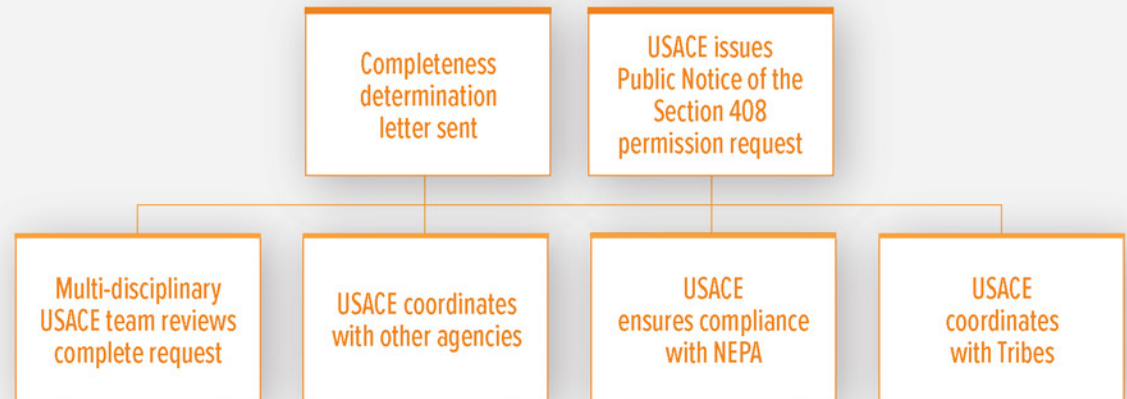 Completeness
determination
letter sent
USACE issues
Public Notice of the
Section 408
permission request
Multi-disciplinary
USACE team reviews
complete request
USACE coordinates
with other agencies
USACE
ensures compliance
with NEPA
USACE
coordinates
with Tribes